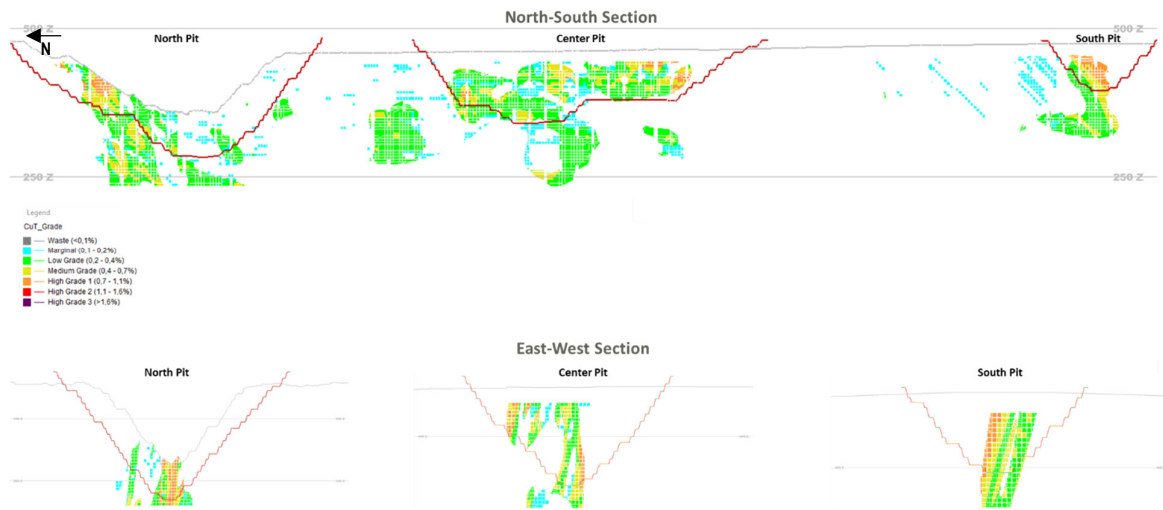 North-South Section
500 Z
500 Z
N
North Pit
Center Pit
South Pit
250 Z
250 Z
Legend
CuT_Grade
Waste (<0,1%)
Marginal (0,1 - 0,2%)
Low Grade (0,2 - 0,4%)
Medium Grade (0,4 - 0,7%)
High Grade 1 (0,7 - 1,1%)
High Grade 2 (1,1 - 1,6%)
High Grade 3 (>1,6%)
East-West Section
North Pit
Center Pit
South Pit